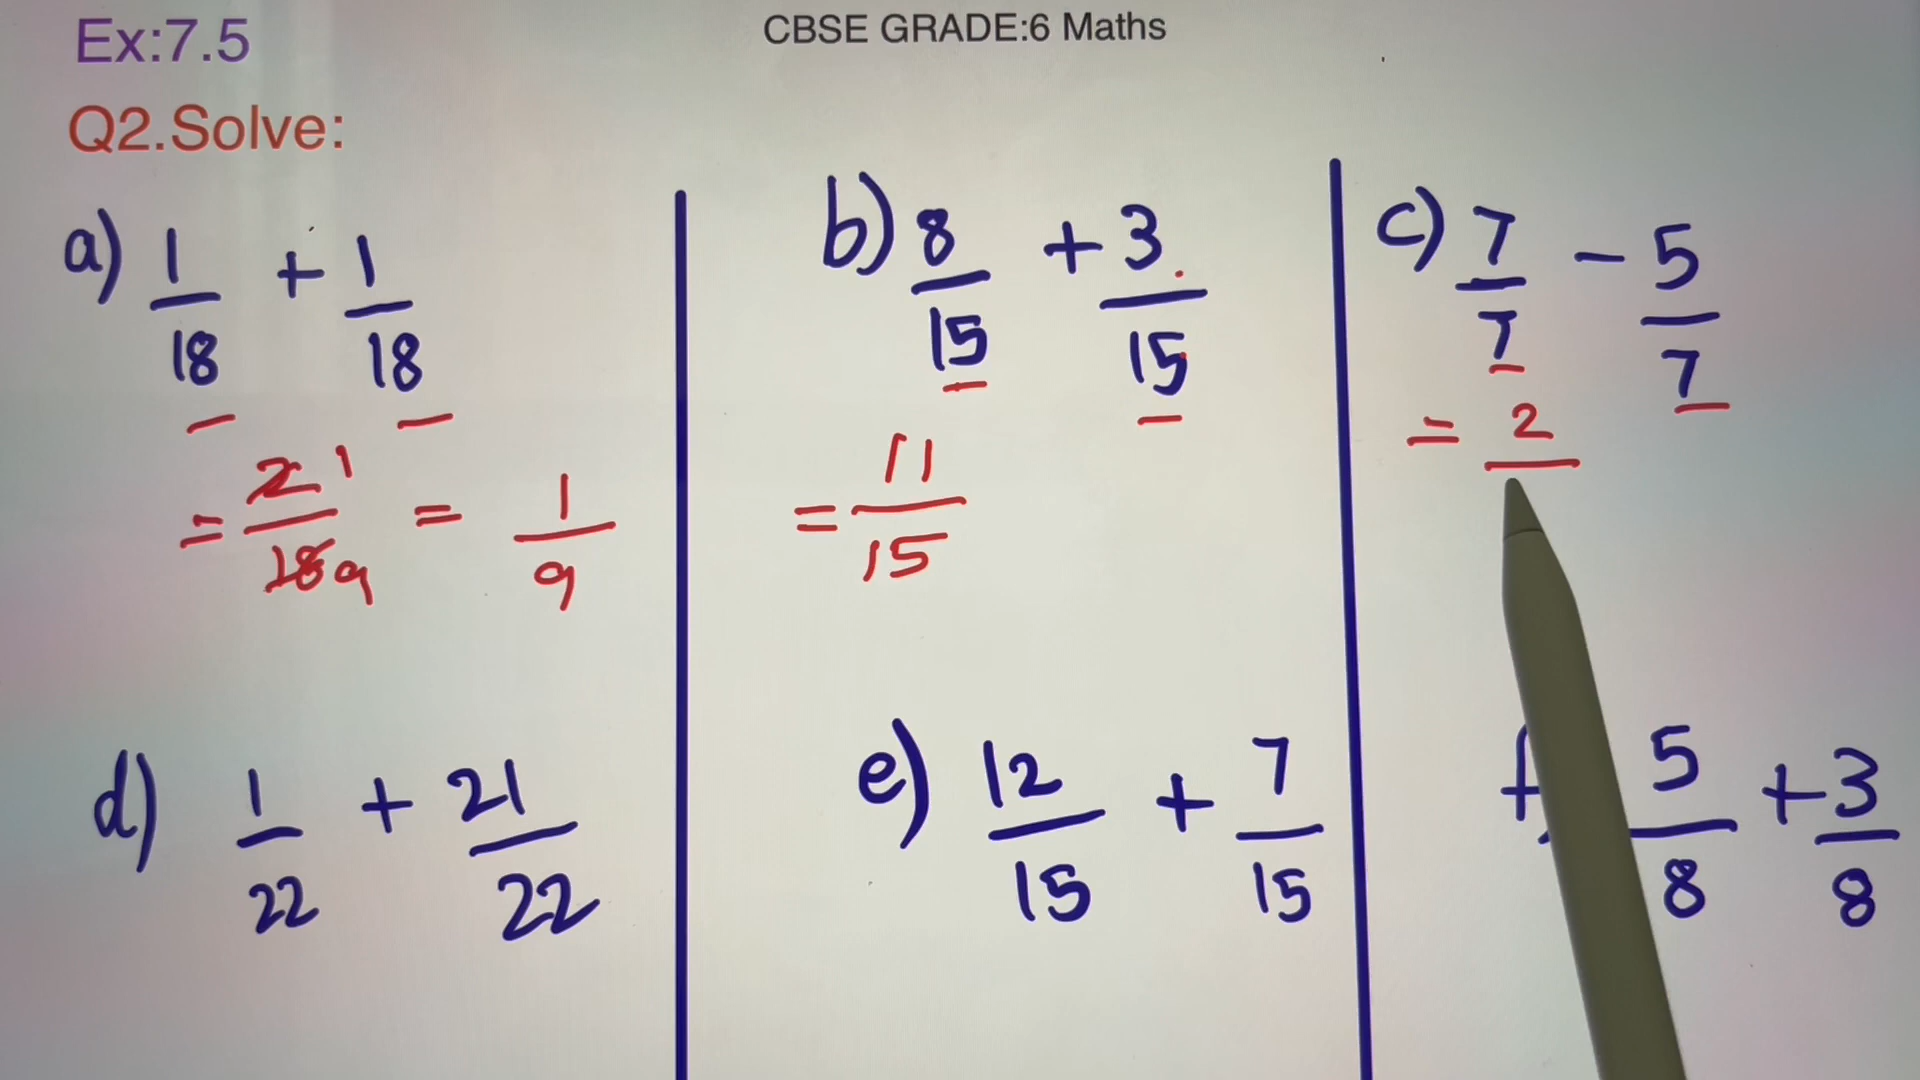 Ex:7.5
CBSE GRADE:6 Maths
Q2.Solve:
a) 1/18 + 1/18
= 2/18 1/9 = 1/9
b) 8/15 + 3/15
= 11/15
c) 7/7 - 5/7
= 2/
d) 1/22 + 21/22
e) 12/15 + 7/15
f) 5/8 + 3/8